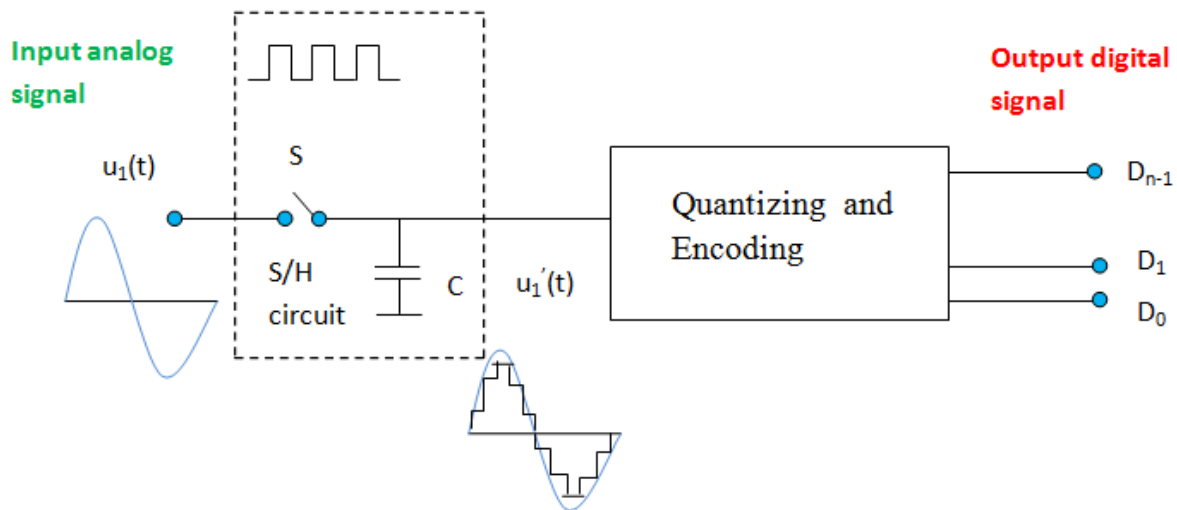 Input analog
signal
u₁(t)
S
S/H
circuit
C
u₁′(t)
Quantizing and
Encoding
Output digital
signal
Dₙ₋₁
D₁
D₀